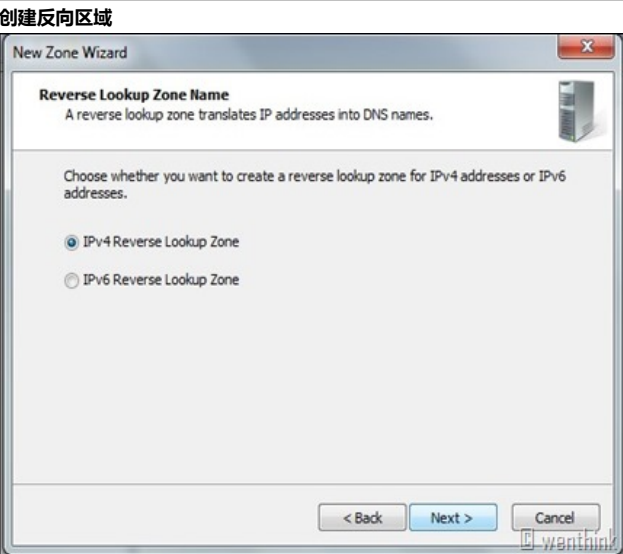 创建反向区域
New Zone Wizard
Reverse Lookup Zone Name
A reverse lookup zone translates IP addresses into DNS names.
Choose whether you want to create a reverse lookup zone for IPv4 addresses or IPv6
addresses.
IPv4 Reverse Lookup Zone
IPv6 Reverse Lookup Zone
< Back Next > Cancel
© wenthink